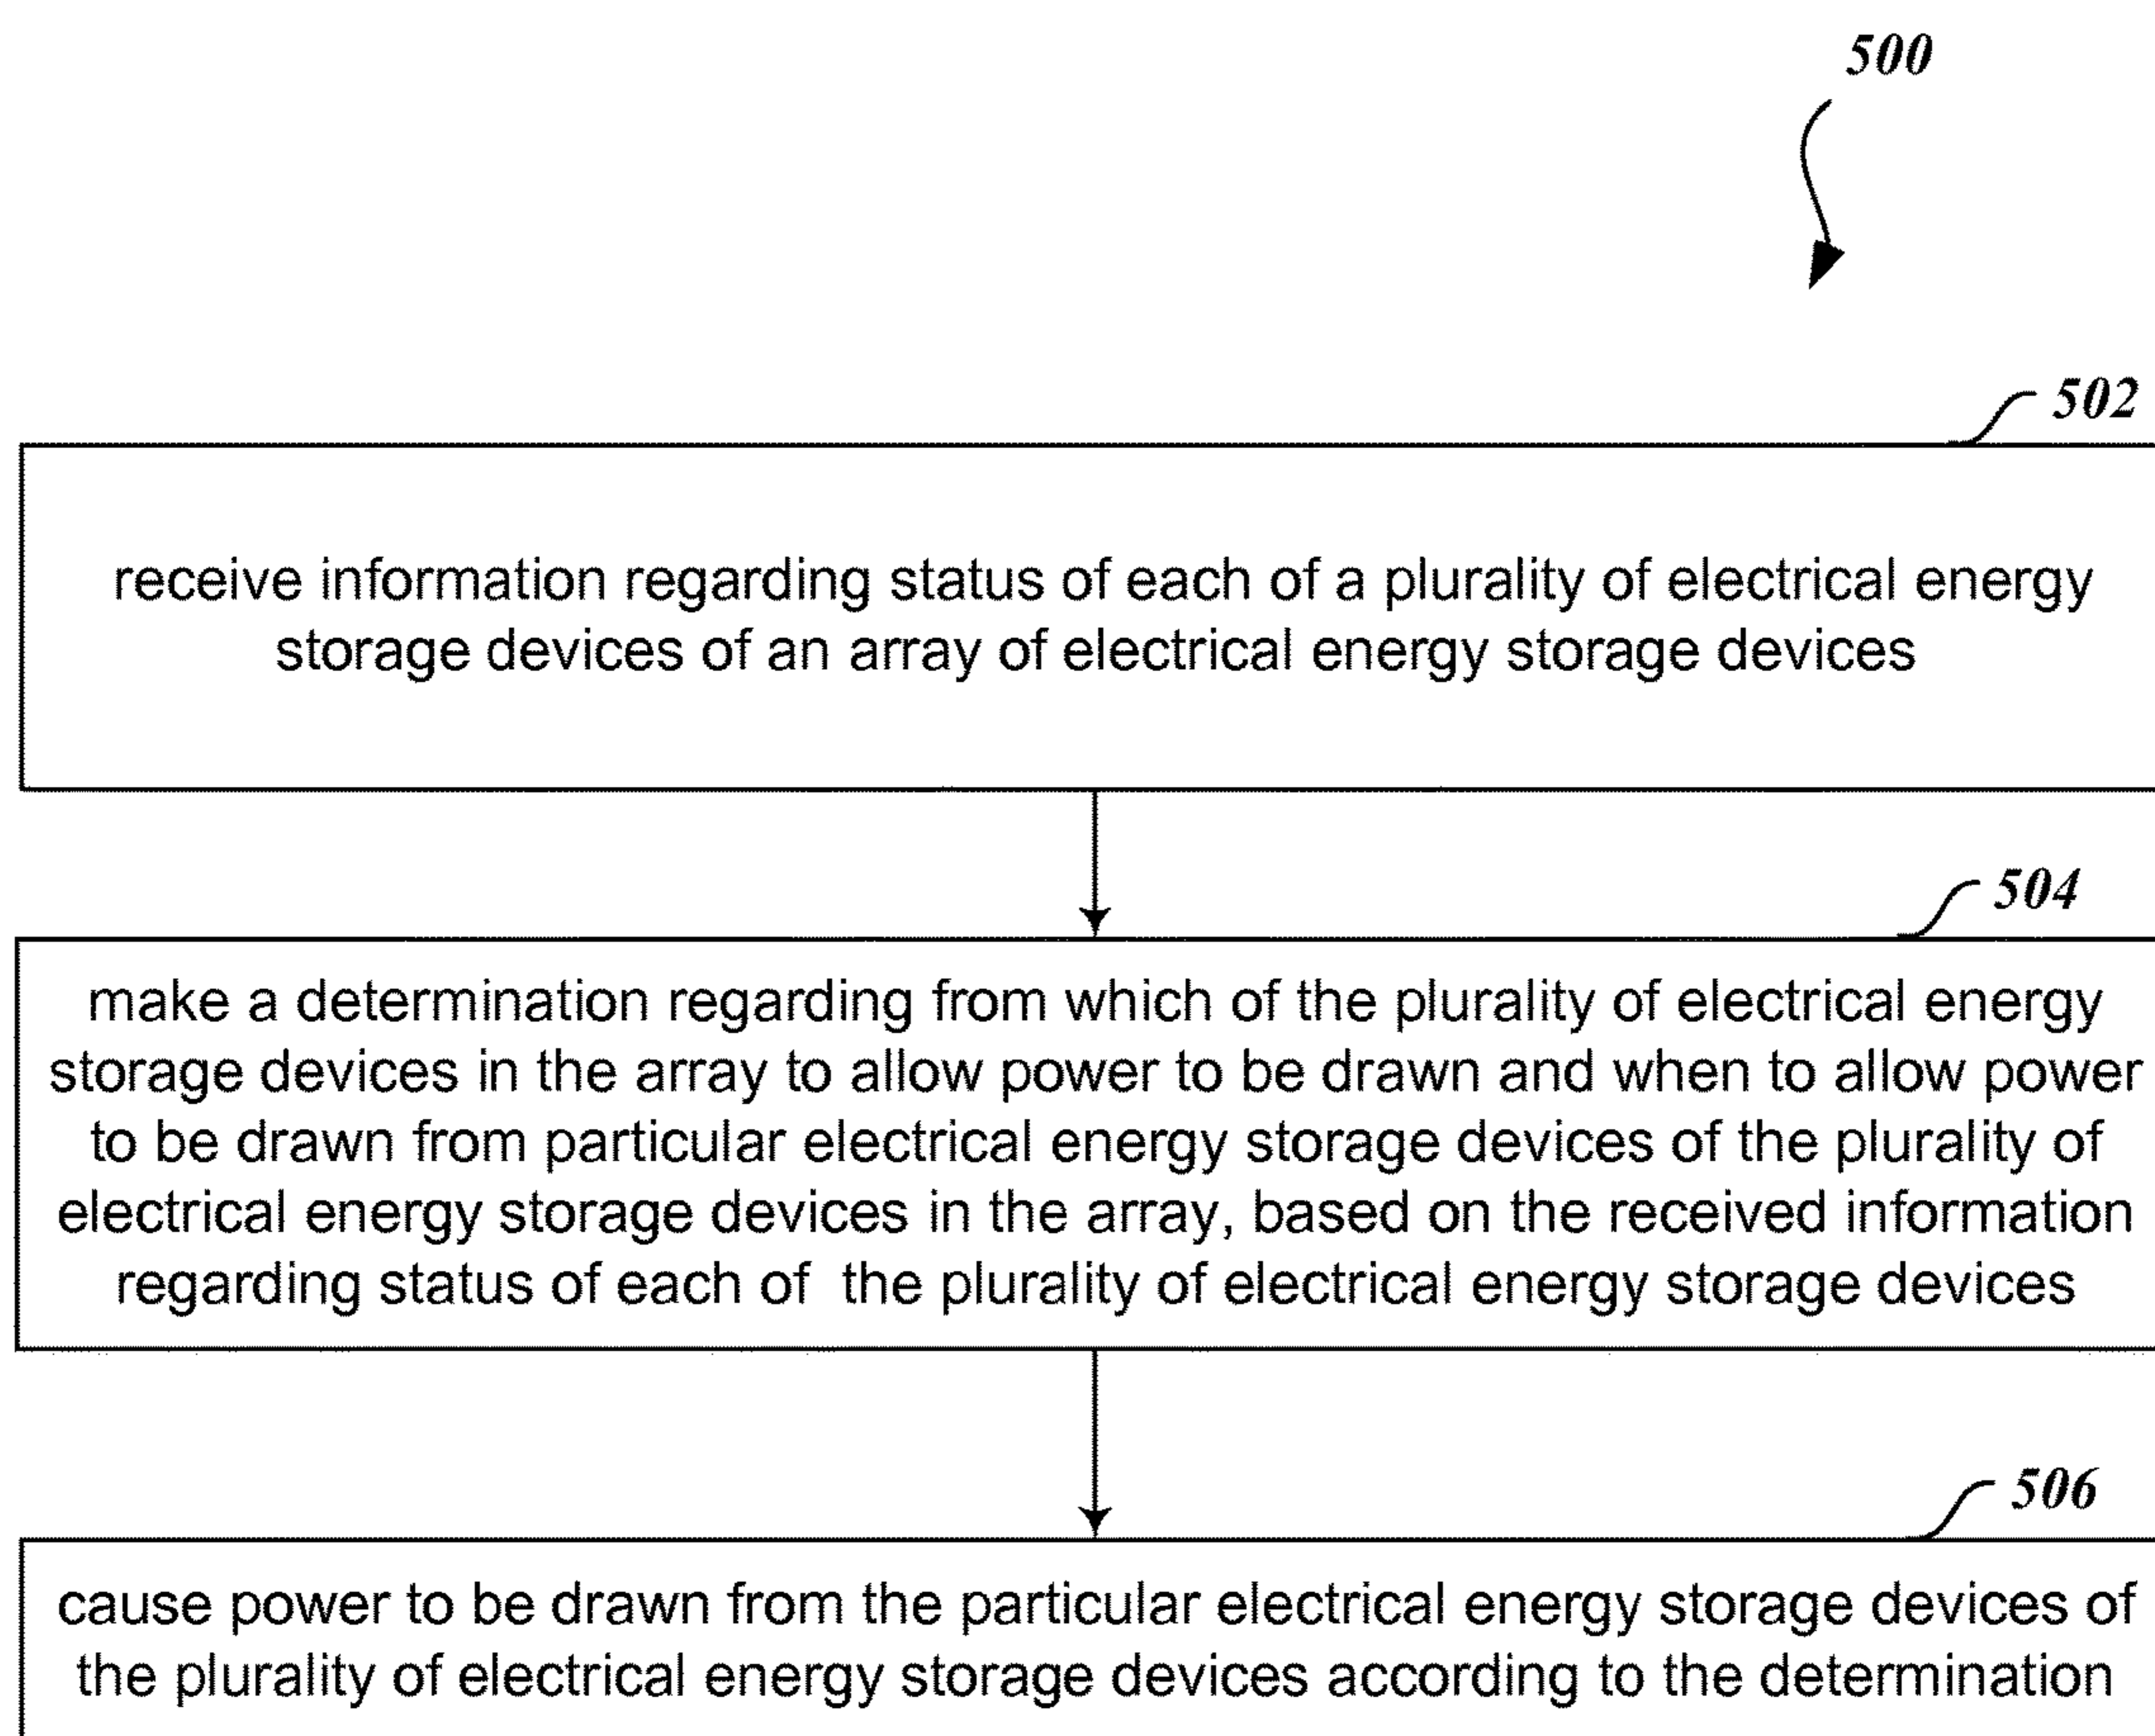 500
502
receive information regarding status of each of a plurality of electrical energy
storage devices of an array of electrical energy storage devices
504
make a determination regarding from which of the plurality of electrical energy
storage devices in the array to allow power to be drawn and when to allow power
to be drawn from particular electrical energy storage devices of the plurality of
electrical energy storage devices in the array, based on the received information
regarding status of each of the plurality of electrical energy storage devices
506
cause power to be drawn from the particular electrical energy storage devices of
the plurality of electrical energy storage devices according to the determination